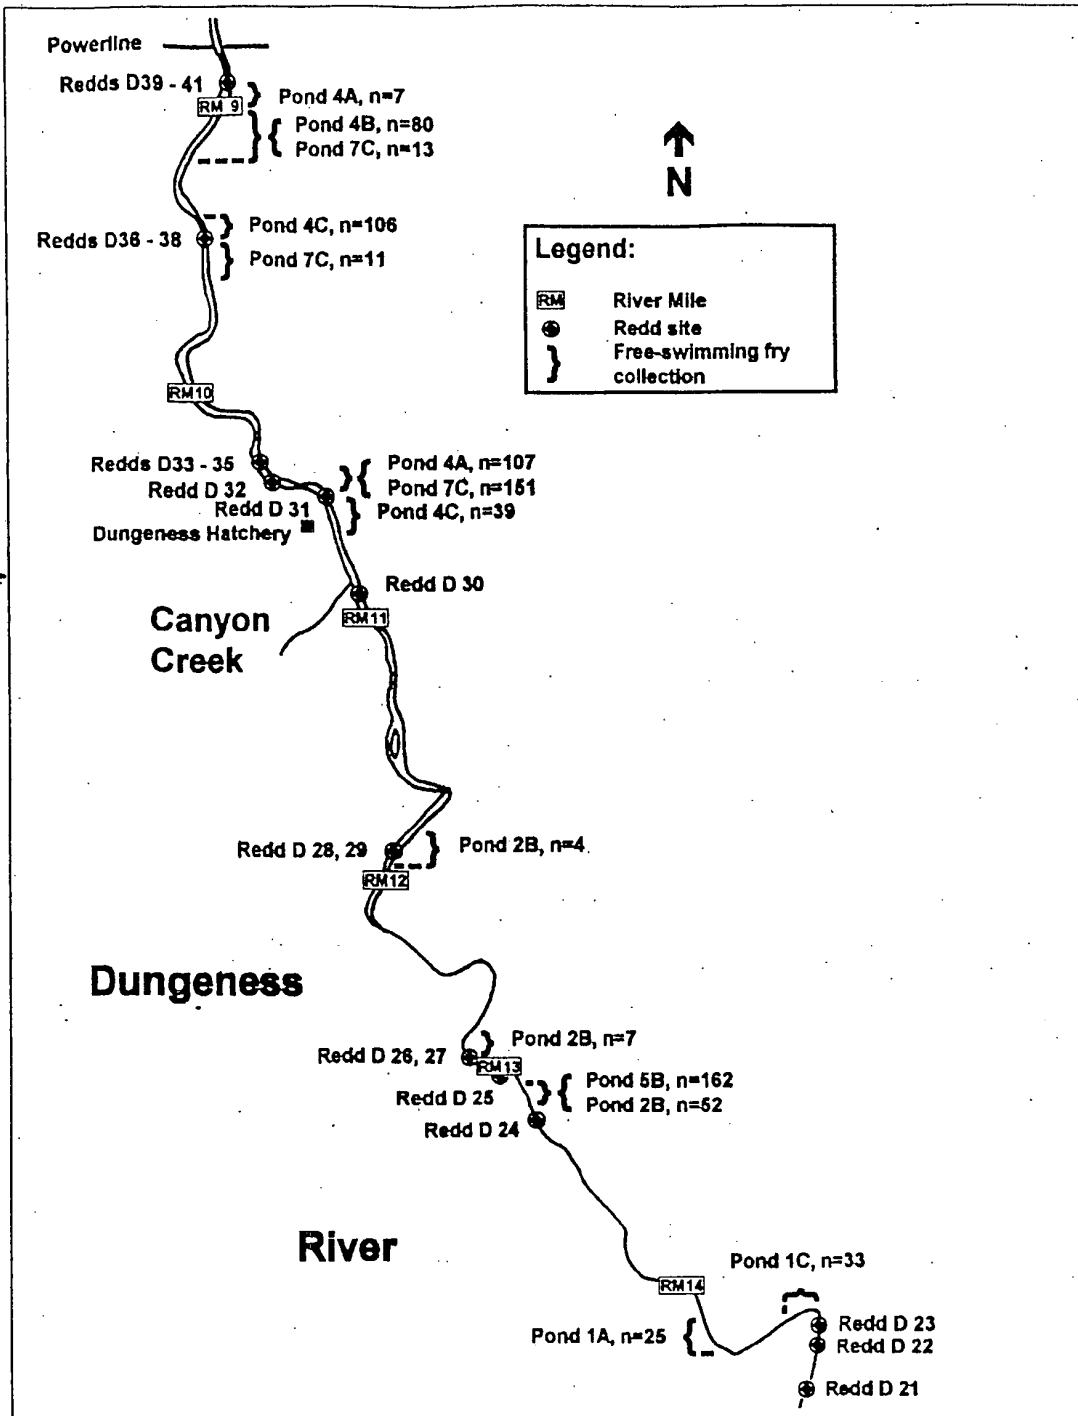 Powerline
Redds D39 - 41
RM 9
Pond 4A, n=7
Pond 4B, n=80
Pond 7C, n=13
N
Redds D36 - 38
Pond 4C, n=106
Pond 7C, n=11
Legend:
RM River Mile
Redd site
Free-swimming fry
collection
RM10
Redds D33 - 35
Redd D 32
Redd D 31
Dungeness Hatchery
Pond 4A, n=107
Pond 7C, n=151
Pond 4C, n=39
Redd D 30
RM11
Canyon
Creek
Redd D 28, 29
Pond 2B, n=4
RM12
Dungeness
Redd D 26, 27
Pond 2B, n=7
RM13
Redd D 25
Pond 5B, n=162
Pond 2B, n=52
Redd D 24
River
Pond 1C, n=33
RM14
Pond 1A, n=25
Redd D 23
Redd D 22
Redd D 21